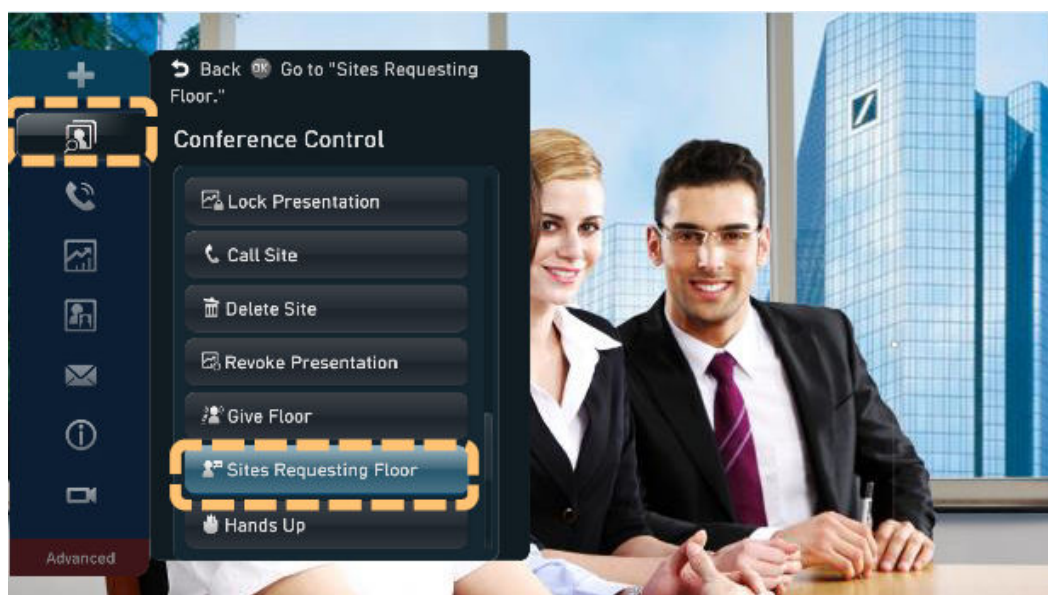 Back OK Go to "Sites Requesting
Floor."
Conference Control
Lock Presentation
Call Site
Delete Site
Revoke Presentation
Give Floor
Sites Requesting Floor
Hands Up
Advanced